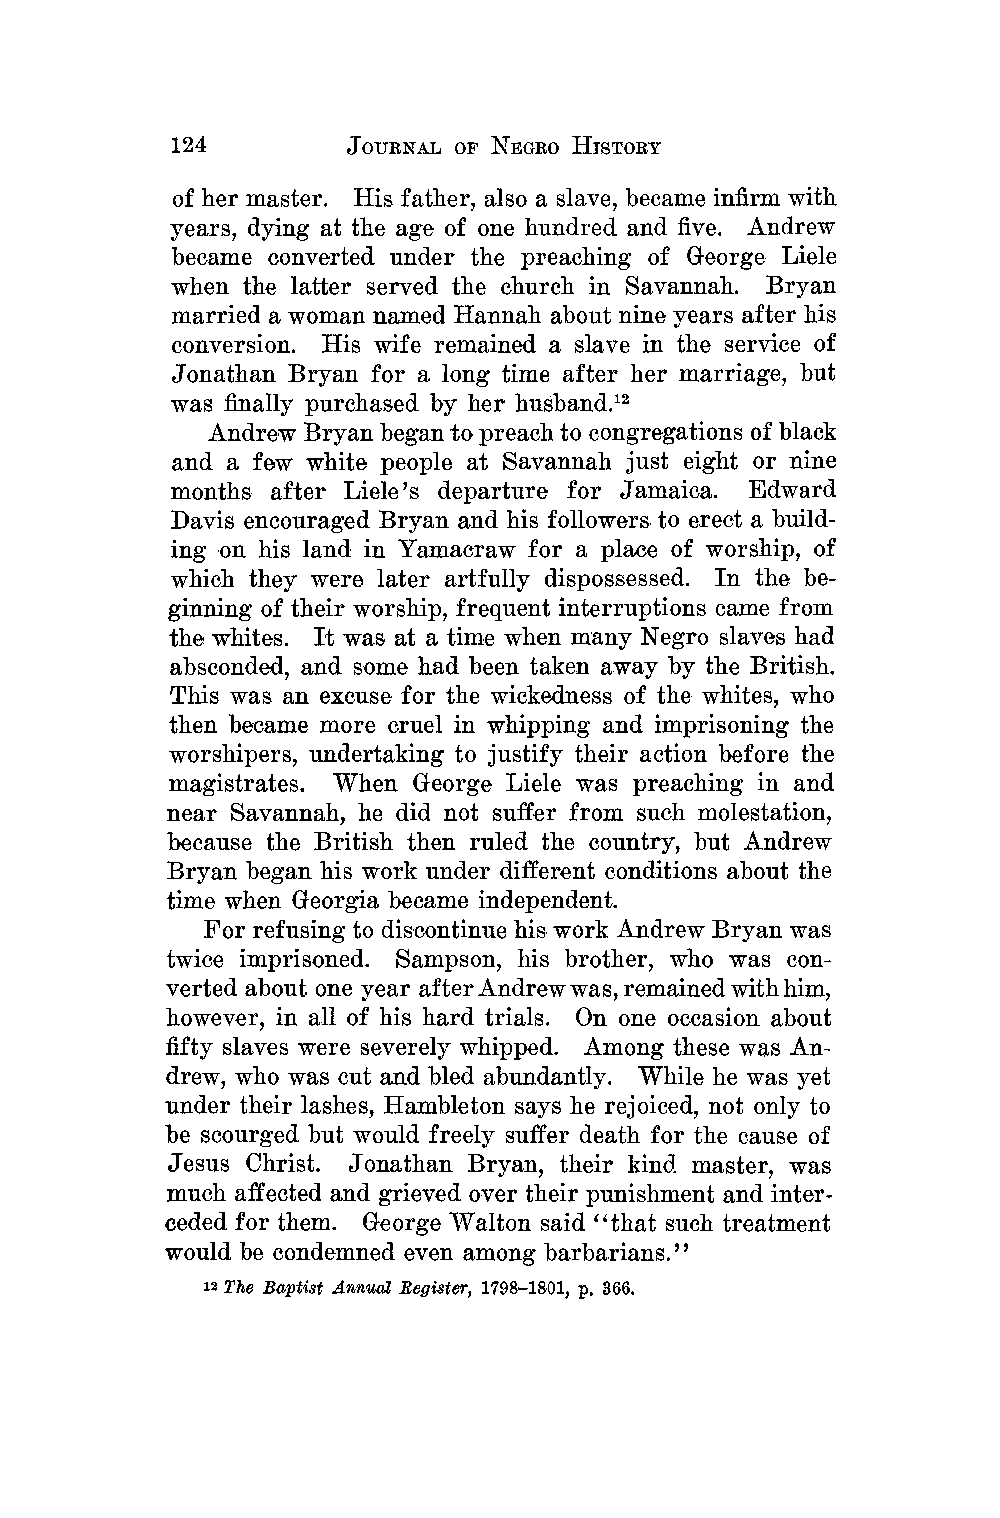 124 JOURNAL OF NEGRO HISTORY
of her master. His father, also a slave, became infirm with
years, dying at the age of one hundred and five. Andrew
became converted under the preaching of George Liele
when the latter served the church in Savannah. Bryan
married a woman named Hannah about nine years after his
conversion. His wife remained a slave in the service of
Jonathan Bryan for a long time after her marriage, but
was finally purchased by her husband.¹²
Andrew Bryan began to preach to congregations of black
and a few white people at Savannah just eight or nine
months after Liele's departure for Jamaica. Edward
Davis encouraged Bryan and his followers to erect a build-
ing on his land in Yamacraw for a place of worship, of
which they were later artfully dispossessed. In the be-
ginning of their worship, frequent interruptions came from
the whites. It was at a time when many Negro slaves had
absconded, and some had been taken away by the British.
This was an excuse for the wickedness of the whites, who
then became more cruel in whipping and imprisoning the
worshipers, undertaking to justify their action before the
magistrates. When George Liele was preaching in and
near Savannah, he did not suffer from such molestation,
because the British then ruled the country, but Andrew
Bryan began his work under different conditions about the
time when Georgia became independent.
For refusing to discontinue his work Andrew Bryan was
twice imprisoned. Sampson, his brother, who was con-
verted about one year after Andrew was, remained with him,
however, in all of his hard trials. On one occasion about
fifty slaves were severely whipped. Among these was An-
drew, who was cut and bled abundantly. While he was yet
under their lashes, Hambleton says he rejoiced, not only to
be scourged but would freely suffer death for the cause of
Jesus Christ. Jonathan Bryan, their kind master, was
much affected and grieved over their punishment and inter-
ceded for them. George Walton said "that such treatment
would be condemned even among barbarians."
¹² The Baptist Annual Register, 1798–1801, p. 366.